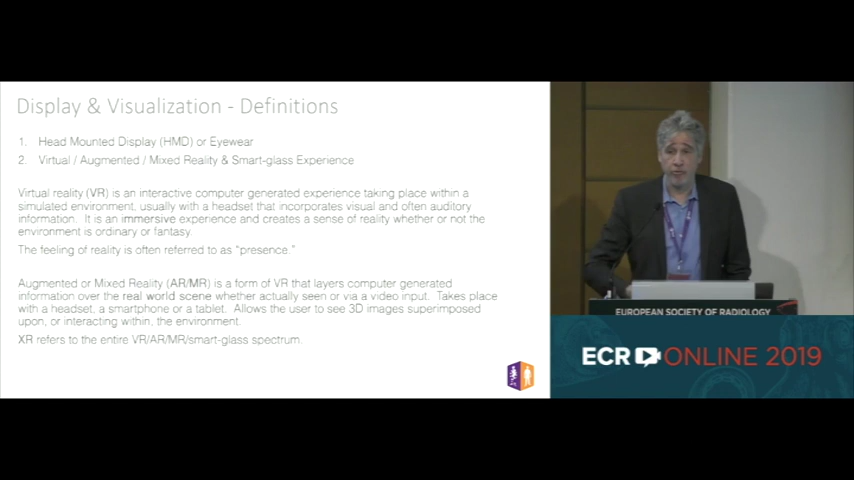 Display & Visualization - Definitions
1. Head Mounted Display (HMD) or Eyewear
2. Virtual / Augmented / Mixed Reality & Smart-glass Experience
Virtual reality (VR) is an interactive computer generated experience taking place within a
simulated environment, usually with a headset that incorporates visual and often auditory
information. It is an immersive experience and creates a sense of reality whether or not the
environment is ordinary or fantasy.
The feeling of reality is often referred to as “presence.”
Augmented or Mixed Reality (AR/MR) is a form of VR that layers computer generated
information over the real world scene whether actually seen or via a video input. Takes place
with a headset, a smartphone or a tablet. Allows the user to see 3D images superimposed
upon, or interacting within, the environment.
XR refers to the entire VR/AR/MR/smart-glass spectrum.
EUROPEAN SOCIETY OF RADIOLOGY
ECR ONLINE 2019